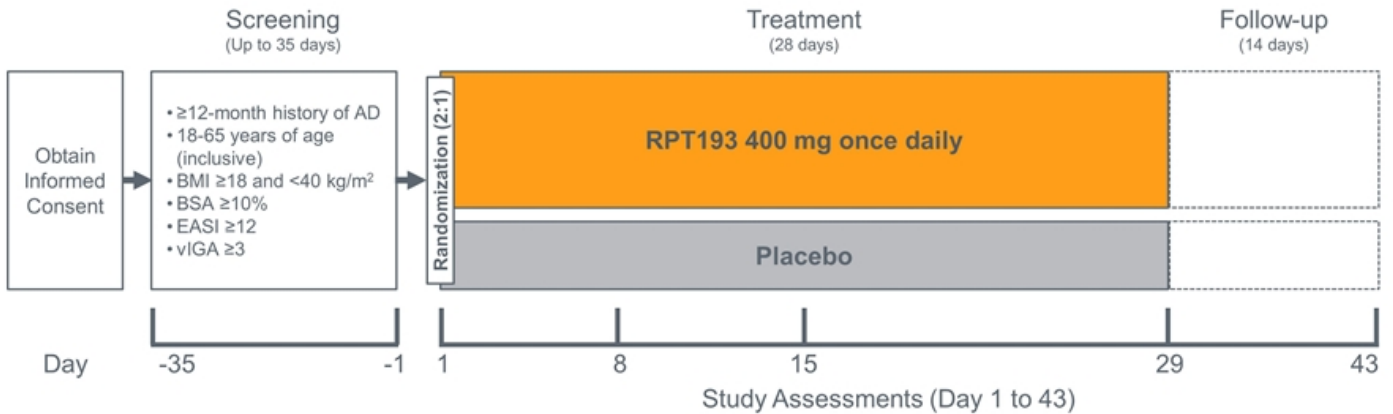 Screening
(Up to 35 days)
Treatment
(28 days)
Follow-up
(14 days)
Obtain
Informed
Consent
• ≥12-month history of AD
• 18-65 years of age
(inclusive)
• BMI ≥18 and <40 kg/m²
• BSA ≥10%
• EASI ≥12
• vIGA ≥3
Randomization (2:1)
RPT193 400 mg once daily
Placebo
Day
-35
-1
1
8
15
29
43
Study Assessments (Day 1 to 43)